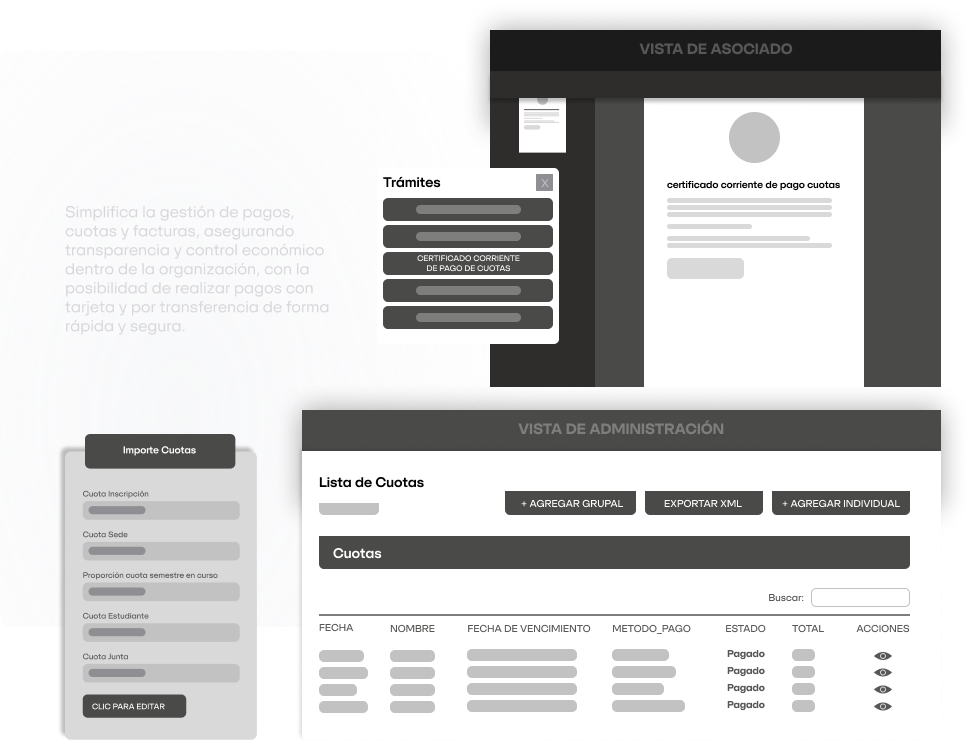 VISTA DE ASOCIADO
certificado corriente de pago cuotas
Trámites
X
CERTIFICADO CORRIENTE
DE PAGO DE CUOTAS
Simplifica la gestión de pagos,
cuotas y facturas, asegurando
transparencia y control económico
dentro de la organización, con la
posibilidad de realizar pagos con
tarjeta y por transferencia de forma
rápida y segura.
Importe Cuotas
Cuota Inscripción
Cuota Sede
Proporción cuota semestre en curso
Cuota Estudiante
Cuota Junta
CLIC PARA EDITAR
VISTA DE ADMINISTRACIÓN
Lista de Cuotas
+ AGREGAR GRUPAL EXPORTAR XML + AGREGAR INDIVIDUAL
Cuotas
Buscar:
FECHA NOMBRE FECHA DE VENCIMIENTO METODO_PAGO ESTADO TOTAL ACCIONES
Pagado
Pagado
Pagado
Pagado